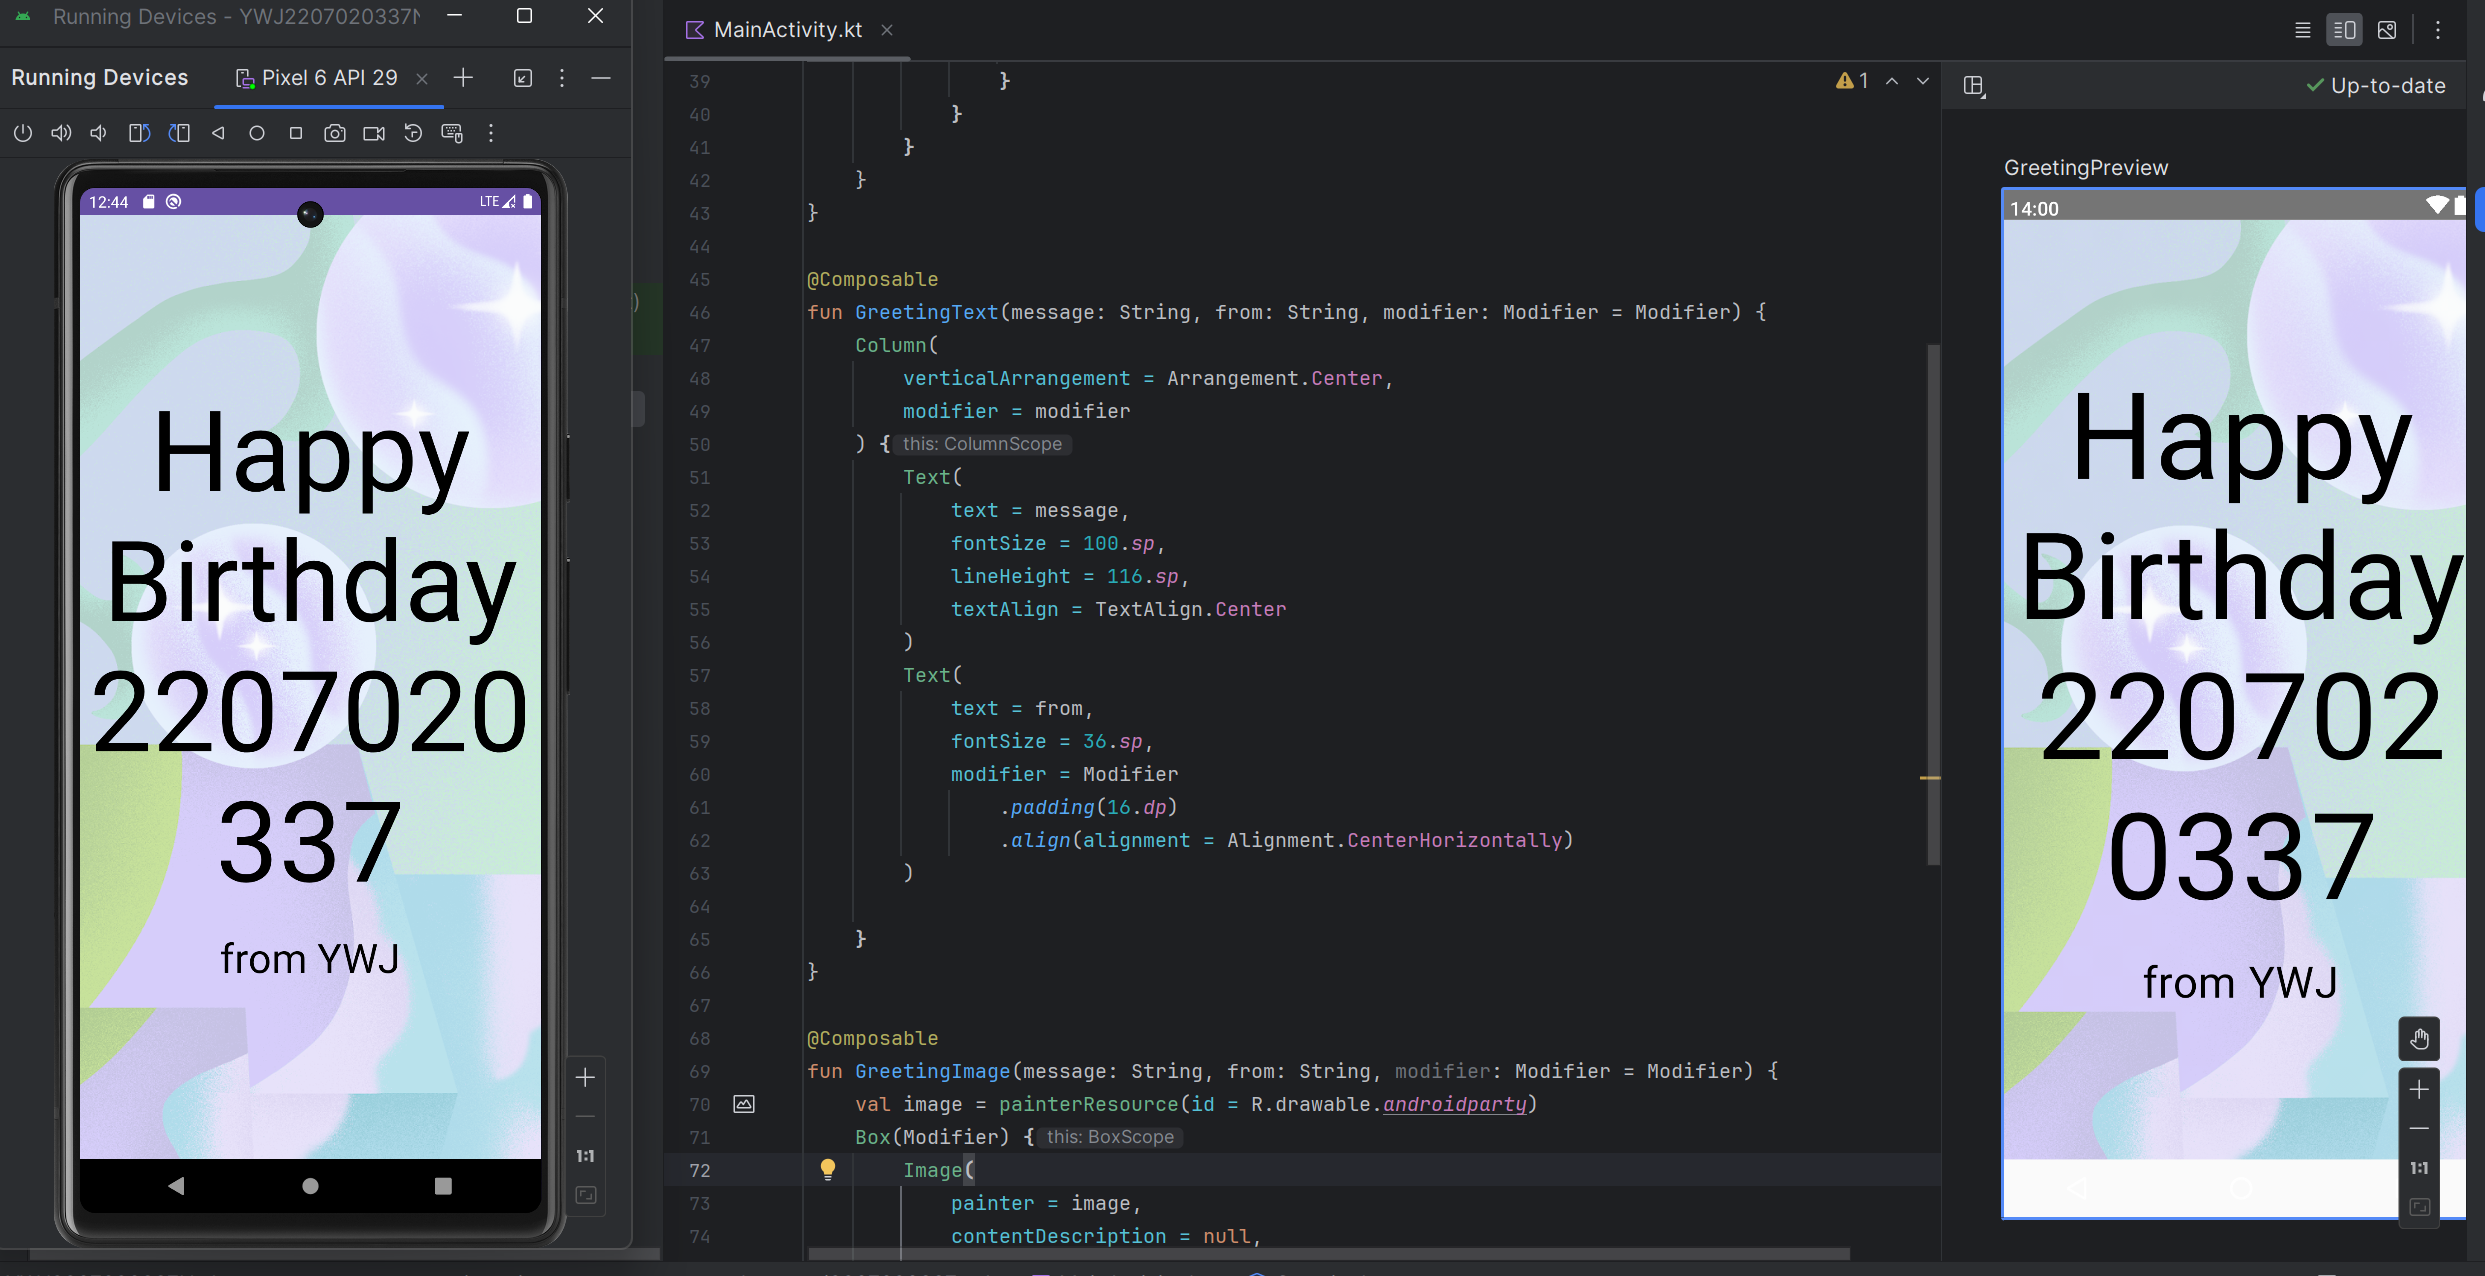 Running Devices - YWJ2207020337
Running Devices
Pixel 6 API 29
12:44
LTE
Happy
Birthday
2207020
337
from YWJ
1:1
MainActivity.kt
1
39 }
40 }
41 }
42 }
43 }
44
45 @Composable
46 fun GreetingText(message: String, from: String, modifier: Modifier = Modifier) {
47 Column(
48 verticalArrangement = Arrangement.Center,
49 modifier = modifier
50 ) { this: ColumnScope
51 Text(
52 text = message,
53 fontSize = 100.sp,
54 lineHeight = 116.sp,
55 textAlign = TextAlign.Center
56 )
57 Text(
58 text = from,
59 fontSize = 36.sp,
60 modifier = Modifier
61 .padding(16.dp)
62 .align(alignment = Alignment.CenterHorizontally)
63 )
64
65 }
66 }
67
68 @Composable
69 fun GreetingImage(message: String, from: String, modifier: Modifier = Modifier) {
70 val image = painterResource(id = R.drawable.androidparty)
71 Box(Modifier) { this: BoxScope
72 Image(
73 painter = image,
74 contentDescription = null,
Up-to-date
GreetingPreview
14:00
Happy
Birthday
220702
0337
from YWJ
1:1